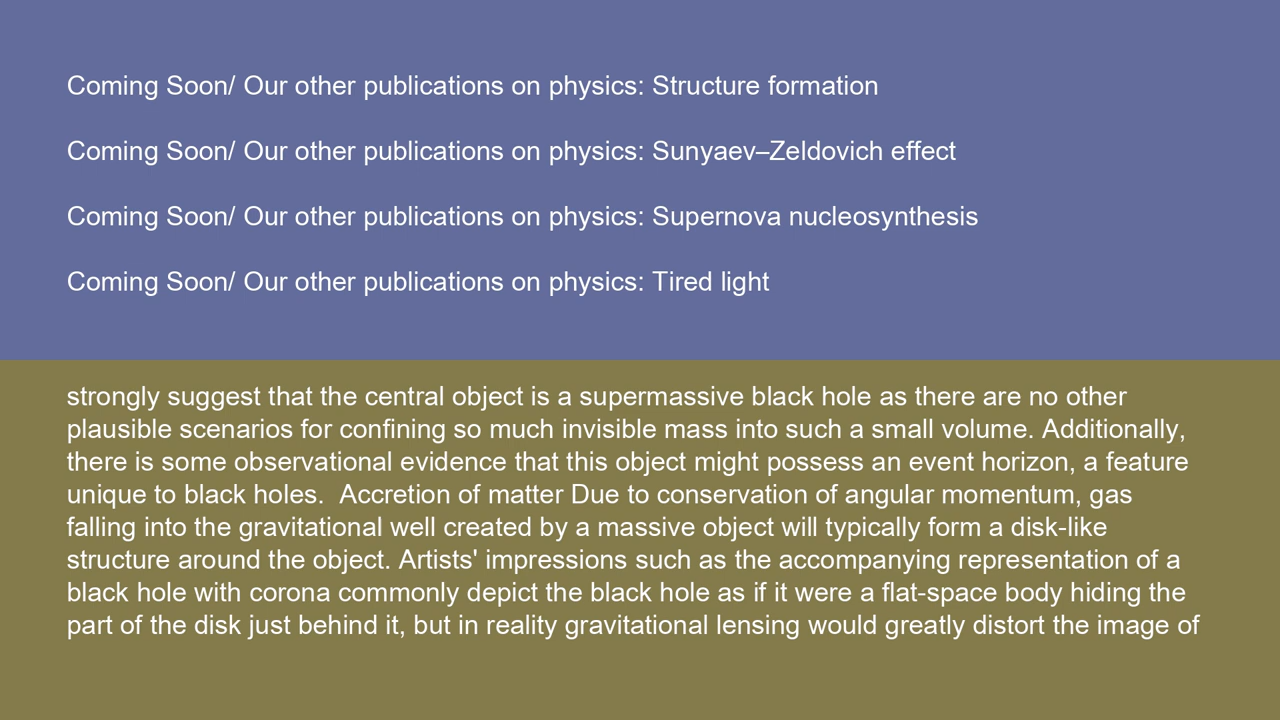 Coming Soon/ Our other publications on physics: Structure formation
Coming Soon/ Our other publications on physics: Sunyaev–Zeldovich effect
Coming Soon/ Our other publications on physics: Supernova nucleosynthesis
Coming Soon/ Our other publications on physics: Tired light
strongly suggest that the central object is a supermassive black hole as there are no other
plausible scenarios for confining so much invisible mass into such a small volume. Additionally,
there is some observational evidence that this object might possess an event horizon, a feature
unique to black holes.  Accretion of matter Due to conservation of angular momentum, gas
falling into the gravitational well created by a massive object will typically form a disk-like
structure around the object. Artists' impressions such as the accompanying representation of a
black hole with corona commonly depict the black hole as if it were a flat-space body hiding the
part of the disk just behind it, but in reality gravitational lensing would greatly distort the image of